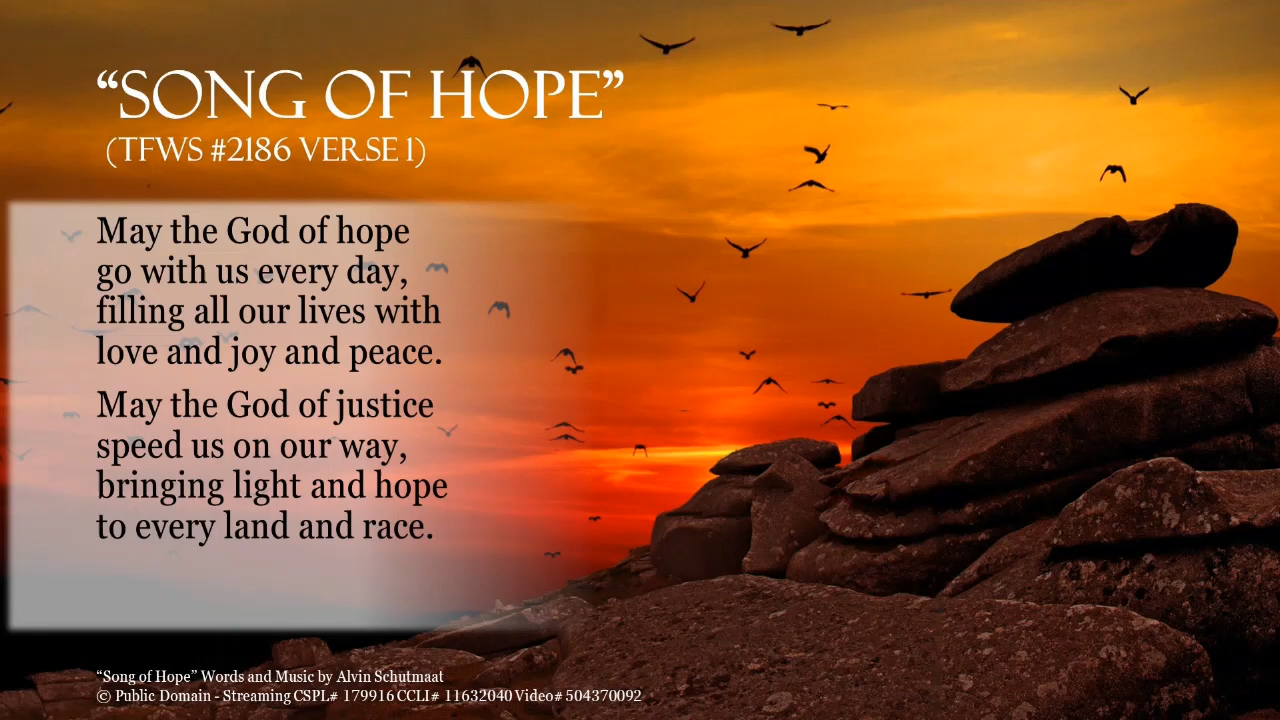 “SONG OF HOPE”
(TFWS #2186 VERSE 1)
May the God of hope
go with us every day,
filling all our lives with
love and joy and peace.
May the God of justice
speed us on our way,
bringing light and hope
to every land and race.
“Song of Hope” Words and Music by Alvin Schutmaat
© Public Domain - Streaming CSPL# 179916 CCLI# 11632040 Video# 504370092